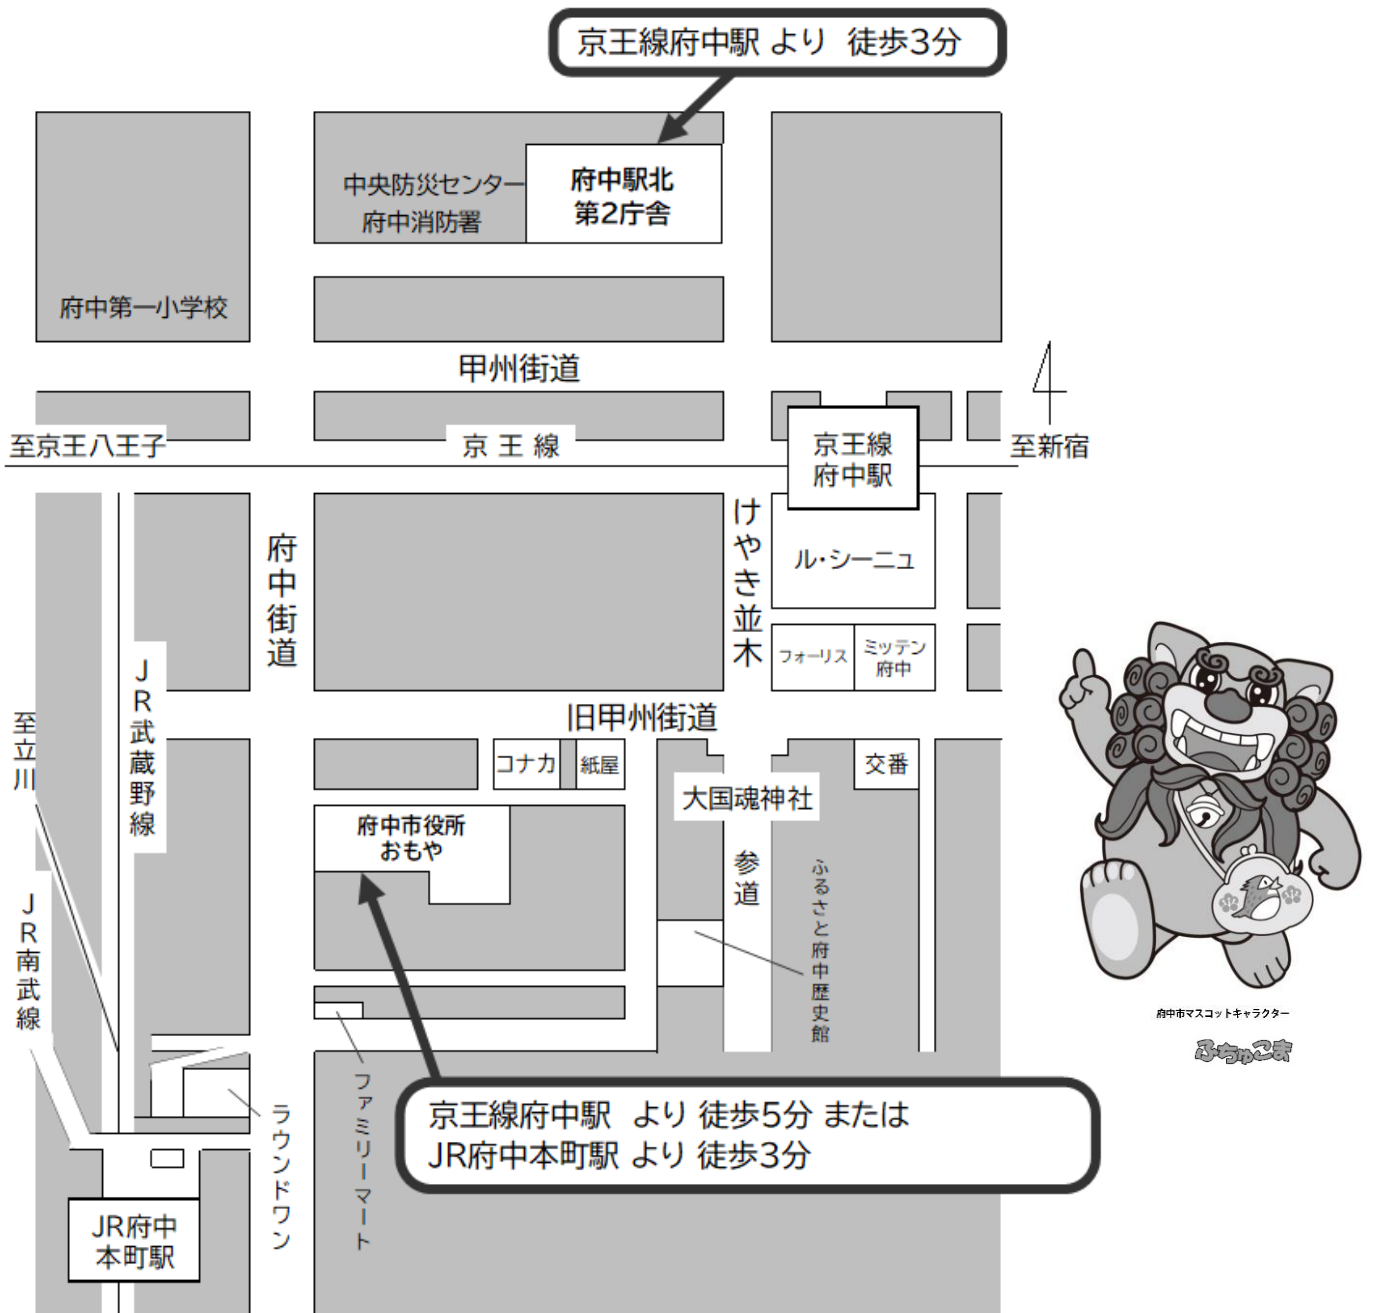 京王線府中駅 より 徒歩3分
中央防災センター
府中消防署
府中駅北
第2庁舎
府中第一小学校
甲州街道
至京王八王子
京王線
京王線
府中駅
至新宿
けやき並木
ル・シーニュ
府中街道
フォーリス
ミッテン
府中
JR武蔵野線
至立川
旧甲州街道
コナカ
紙屋
交番
大国魂神社
府中市役所
おもや
参道
ふるさと府中歴史館
JR南武線
ファミリーマート
ラウンドワン
京王線府中駅 より 徒歩5分 または
JR府中本町駅 より 徒歩3分
JR府中
本町駅
府中市マスコットキャラクター
ふちゅこま